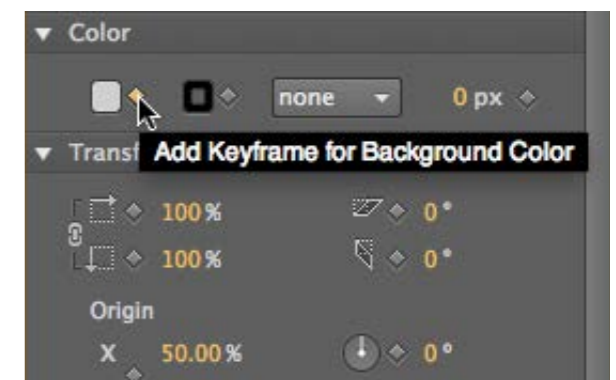 Color
none 0 px
Transf
Add Keyframe for Background Color
100% 0°
100% 0°
Origin
X 50.00% 0°